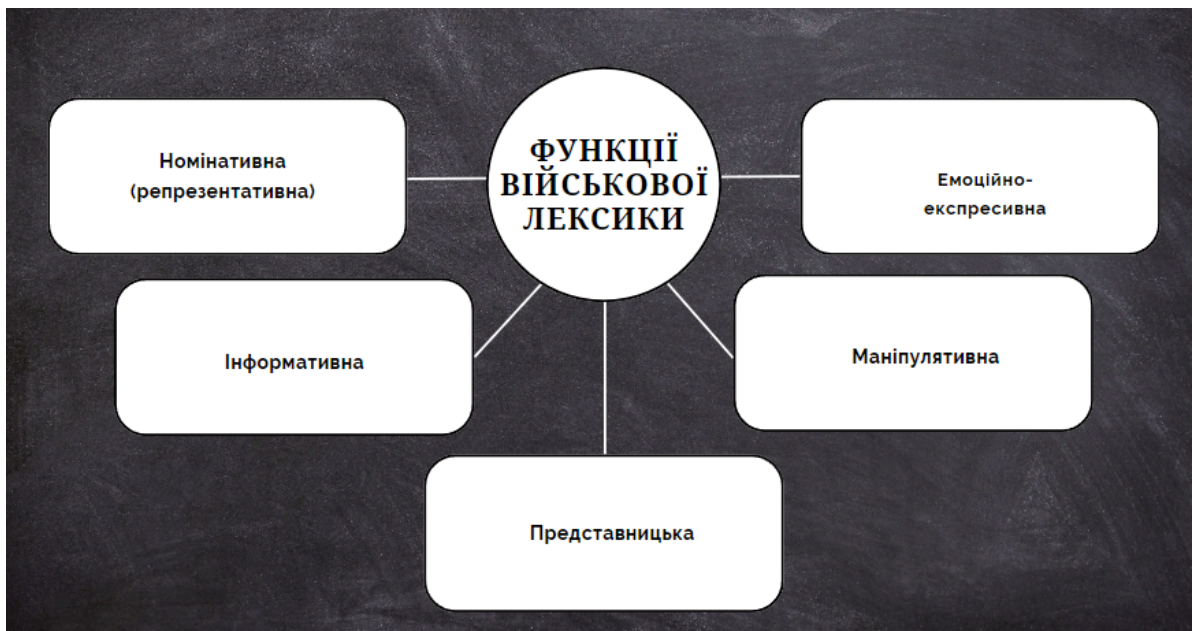 ФУНКЦІЇ
ВІЙСЬКОВОЇ
ЛЕКСИКИ
Номінативна
(репрезентативна)
Емоційно-
експресивна
Інформативна
Маніпулятивна
Представницька